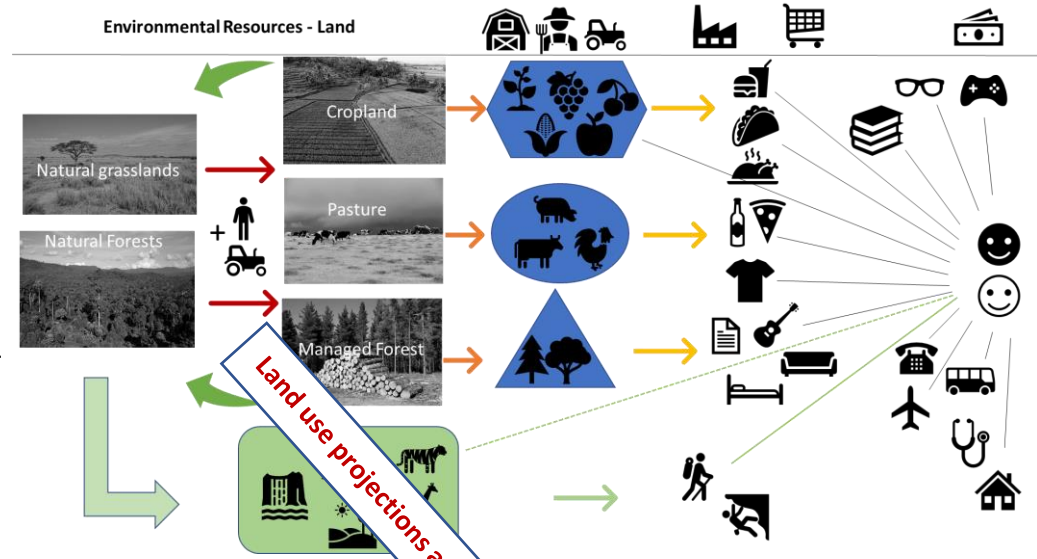 Environmental Resources - Land
Cropland
Natural grasslands
Pasture
+
Natural Forests
Managed Forest
Land use projections a